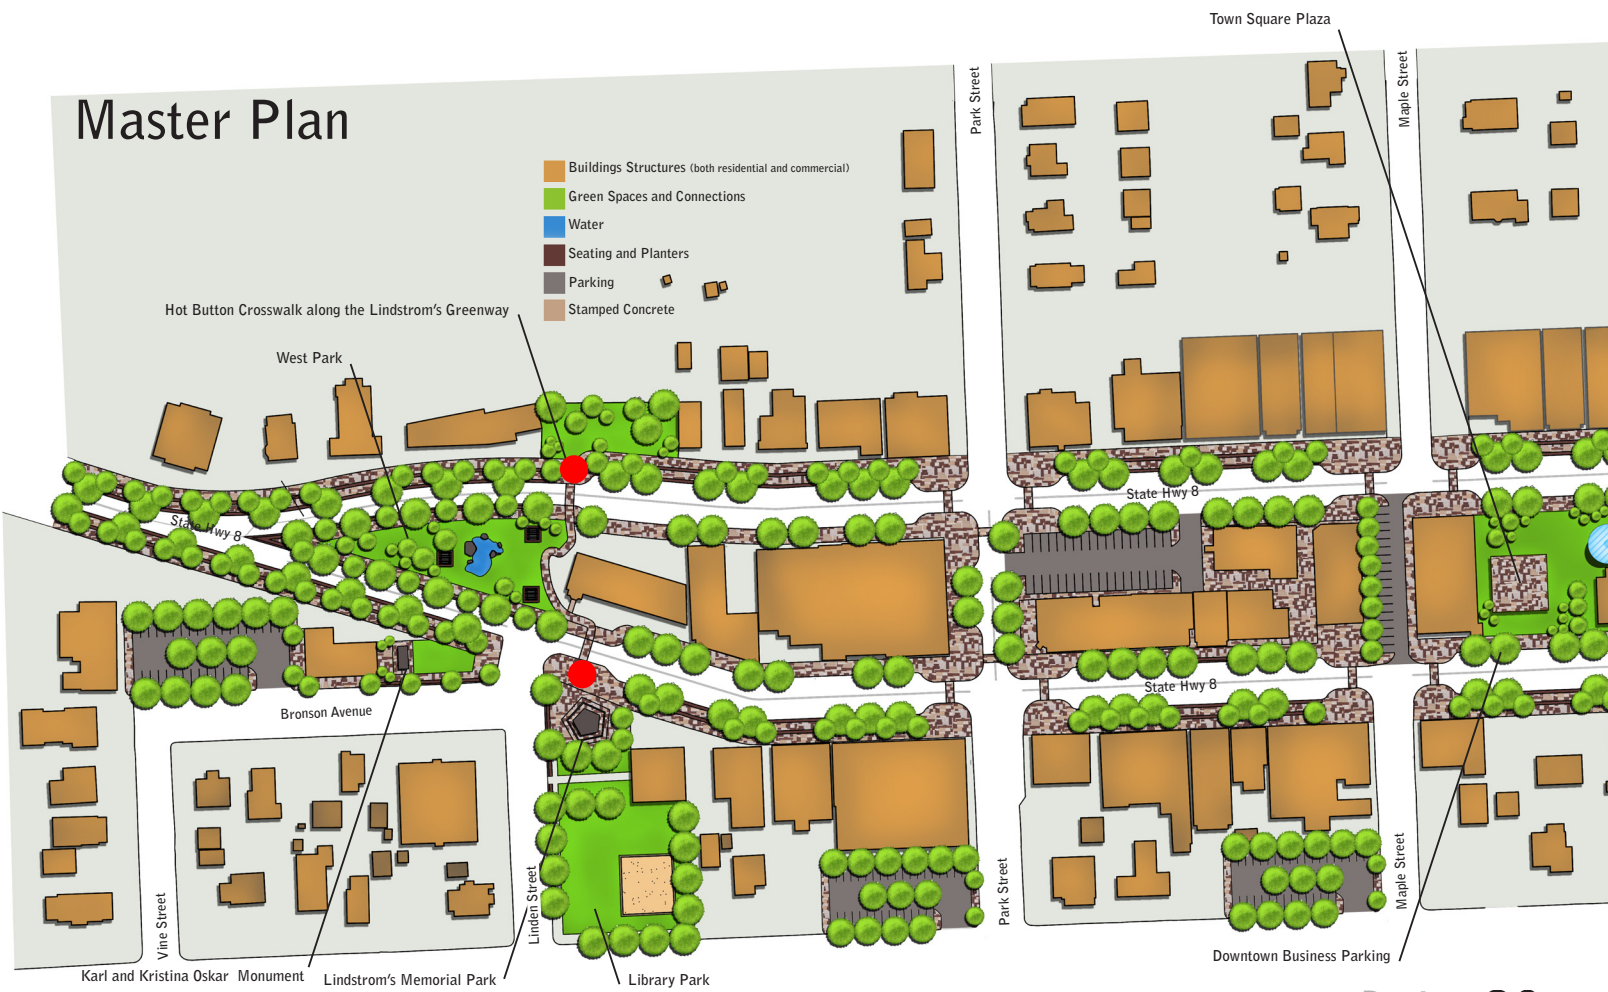 Town Square Plaza
Park Street
Maple Street
Master Plan
Buildings Structures (both residential and commercial)
Green Spaces and Connections
Water
Seating and Planters
Parking
Stamped Concrete
Hot Button Crosswalk along the Lindstrom's Greenway
West Park
State Hwy 8
State Hwy 8
State Hwy 8
Bronson Avenue
Vine Street
Linden Street
Park Street
Maple Street
Downtown Business Parking
Karl and Kristina Oskar Monument
Lindstrom's Memorial Park
Library Park